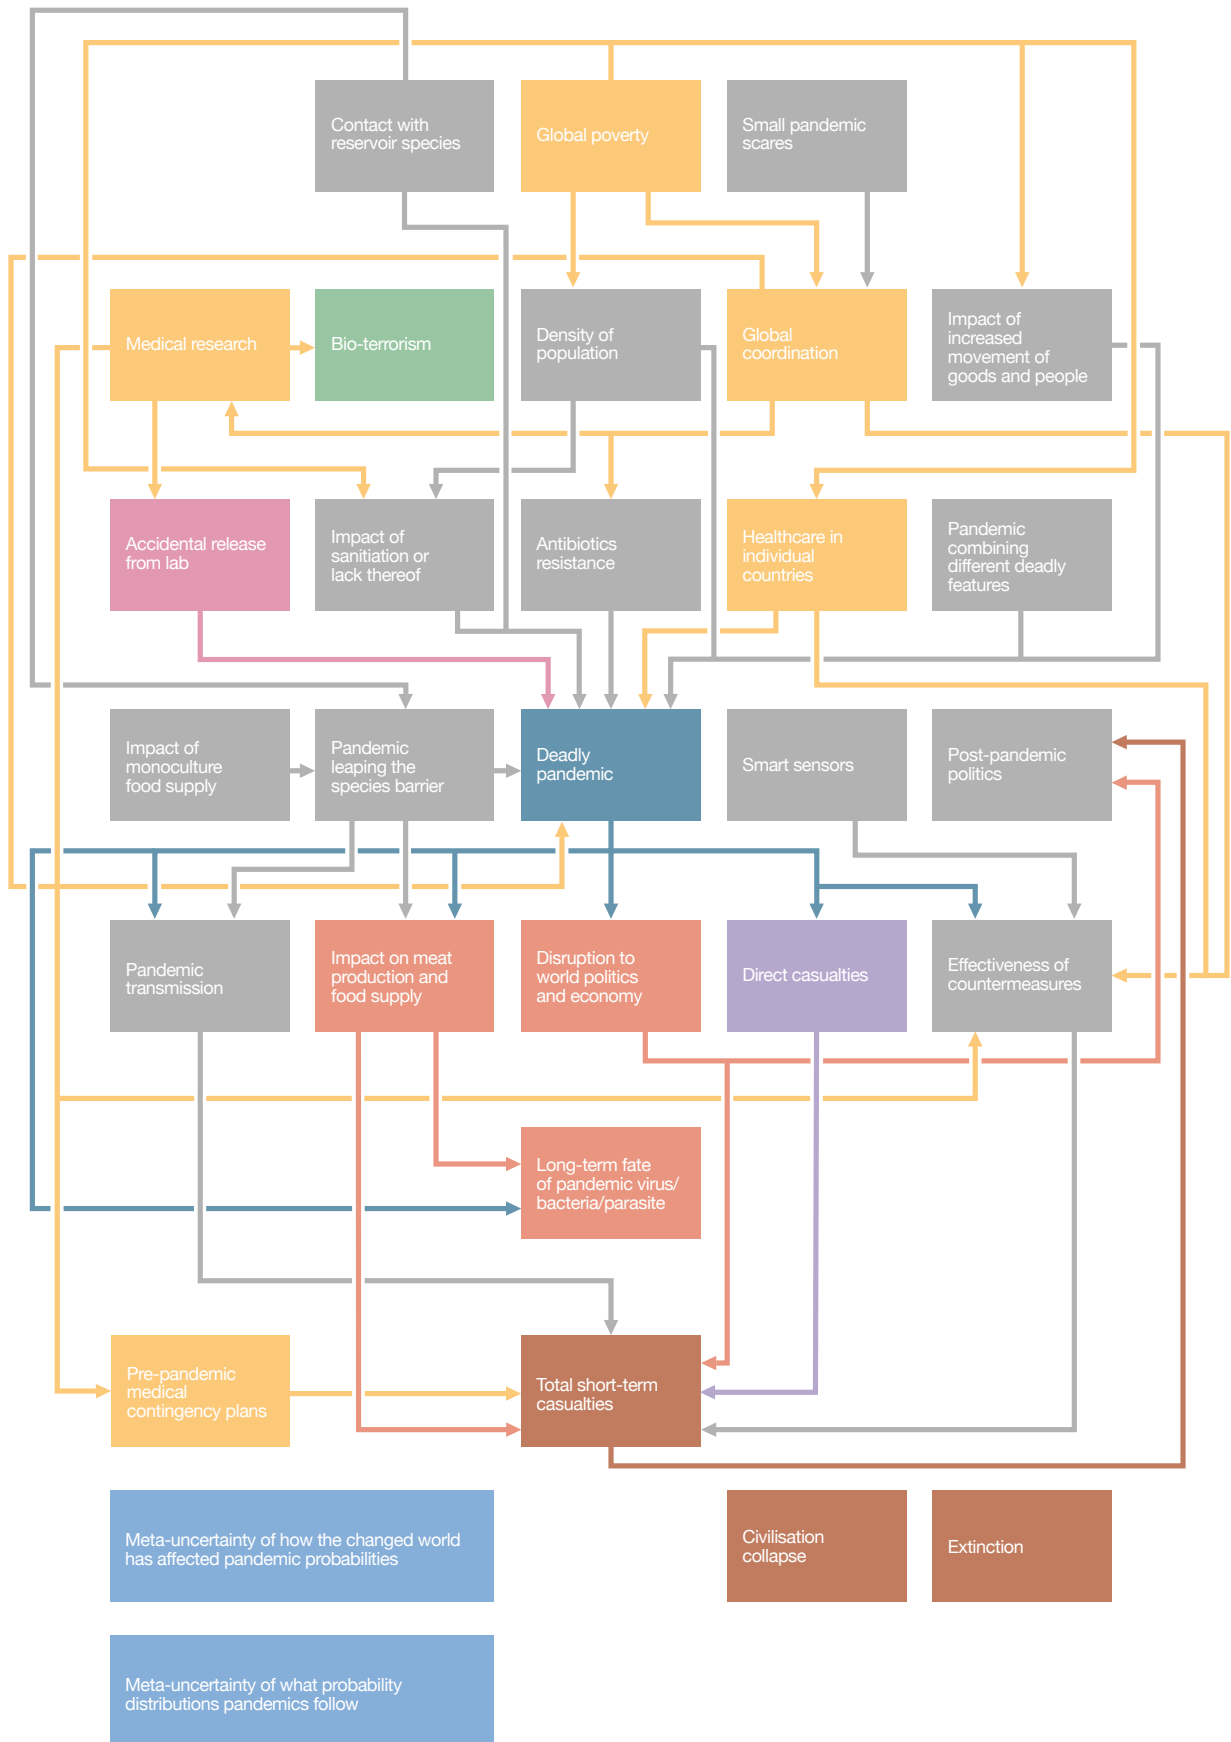 Contact with
reservoir species
Global poverty
Small pandemic
scares
Medical research
Bio-terrorism
Density of
population
Global
coordination
Impact of
increased
movement of
goods and people
Accidental release
from lab
Impact of
sanitiation or
lack thereof
Antibiotics
resistance
Healthcare in
individual
countries
Pandemic
combining
different deadly
features
Impact of
monoculture
food supply
Pandemic
leaping the
species barrier
Deadly
pandemic
Smart sensors
Post-pandemic
politics
Pandemic
transmission
Impact on meat
production and
food supply
Disruption to
world politics
and economy
Direct casualties
Effectiveness of
countermeasures
Long-term fate
of pandemic virus/
bacteria/parasite
Pre-pandemic
medical
contingency plans
Total short-term
casualties
Meta-uncertainty of how the changed world
has affected pandemic probabilities
Civilisation
collapse
Extinction
Meta-uncertainty of what probability
distributions pandemics follow